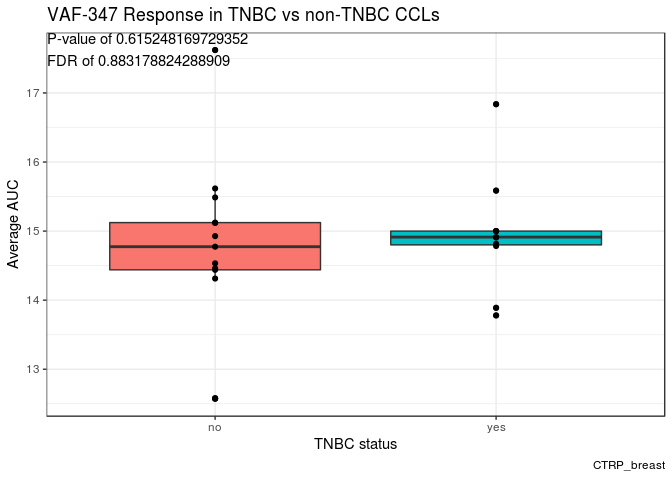 VAF-347 Response in TNBC vs non-TNBC CCLs
P-value of 0.615248169729352
FDR of 0.883178824288909
17
16
15
14
13
Average AUC
no
yes
TNBC status
CTRP_breast